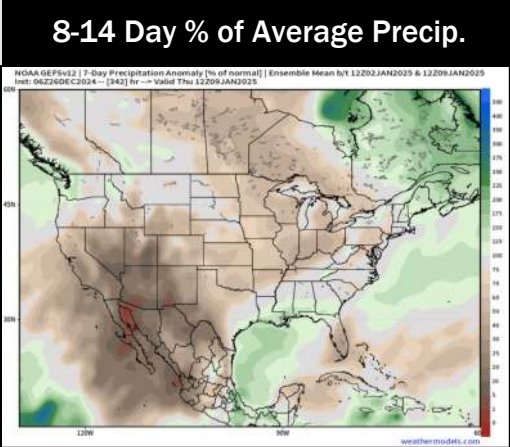 8-14 Day % of Average Precip.
NOAA GEFSv12 | 7-Day Precipitation Anomaly [% of normal] | Ensemble Mean b/t 12Z02JAN2025 & 12Z09JAN2025
Init: 06Z26DEC2024 -- [342] hr --> Valid Thu 12Z09JAN2025
60N
45N
30N
120W
90W
60
weathermodels.com